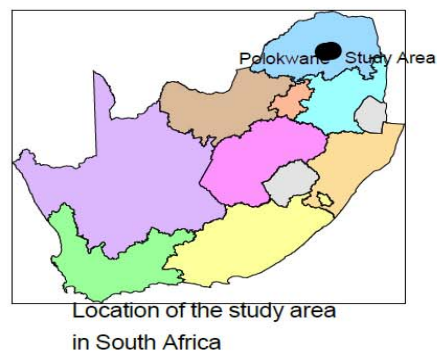 Polokwane Study Area
Location of the study area
in South Africa